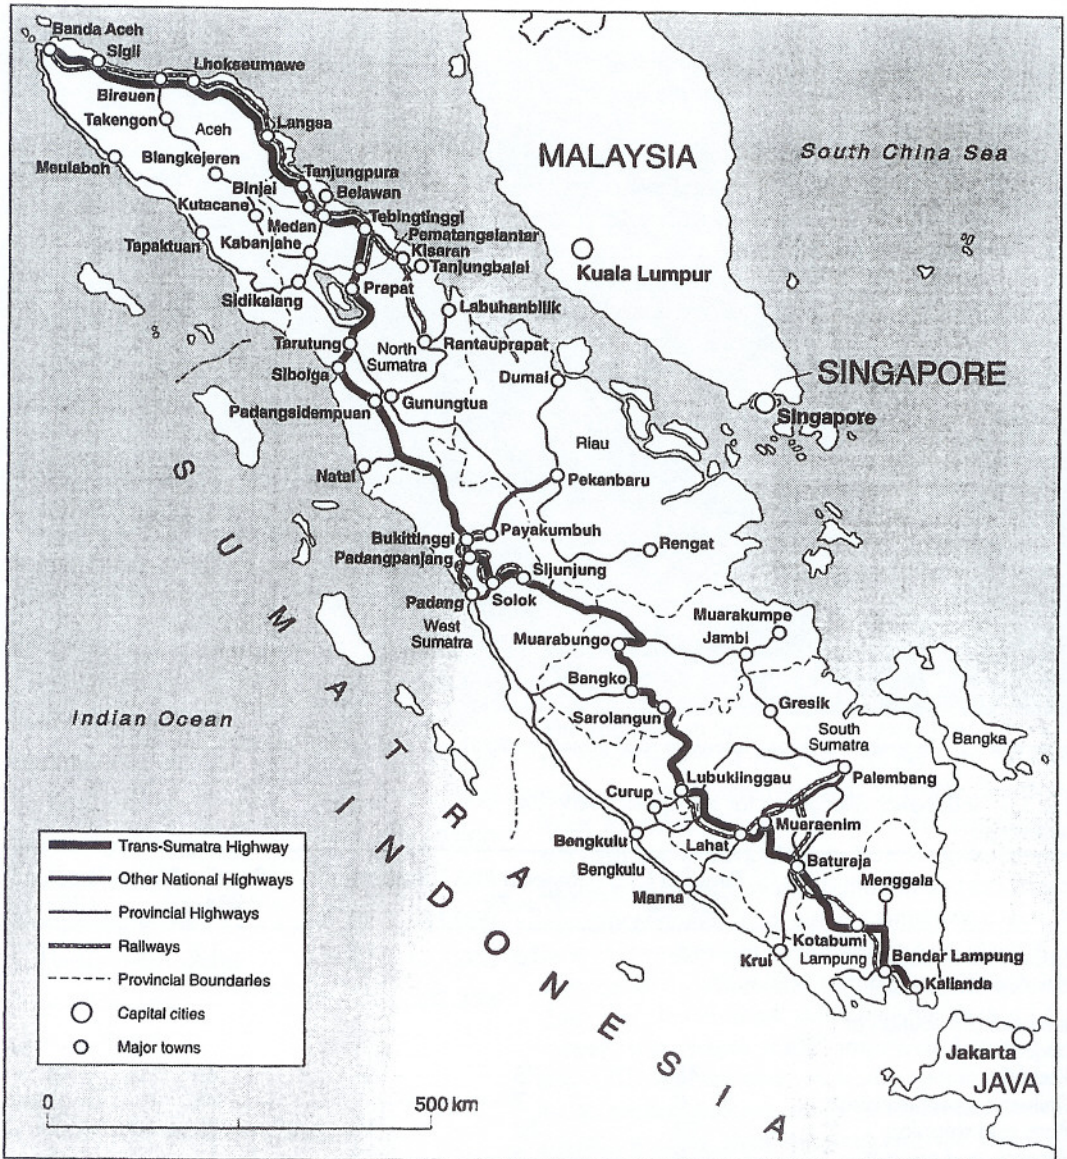 Banda Aceh
Sigli
Lhokseumawe
Bireuen
Takengon
Aceh
Langsa
Meulaboh
Blangkejeren
Tanjungpura
Binjai
Belawan
Kutacane
Medan
Tebingtinggi
Tapaktuan
Kabanjahe
Pematangsiantar
Kisaran
Tanjungbalai
Sidikalang
Prapat
Labuhanbilik
Tarutung
North
Sumatra
Rantauprapat
Sibolga
Dumai
Padangsidempuan
Gunungtua
Riau
Natal
Pekanbaru
MALAYSIA
South China Sea
Kuala Lumpur
SINGAPORE
Singapore
Bukittinggi
Payakumbuh
Padangpanjang
Rengat
Sijunjung
Padang
Solok
West
Sumatra
Muarakumpe
Muarabungo
Jambi
Bangko
Sarolangun
Gresik
South
Sumatra
Bangka
Indian Ocean
Lubuklinggau
Palembang
Curup
Muaraenim
Bengkulu
Lahat
Bengkulu
Baturaja
Manna
Menggala
Kotabumi
Lampung
Krui
Bandar Lampung
Kalianda
Jakarta
JAVA
SUMATRA
INDONESIA
Trans-Sumatra Highway
Other National Highways
Provincial Highways
Railways
Provincial Boundaries
Capital cities
Major towns
0
500 km